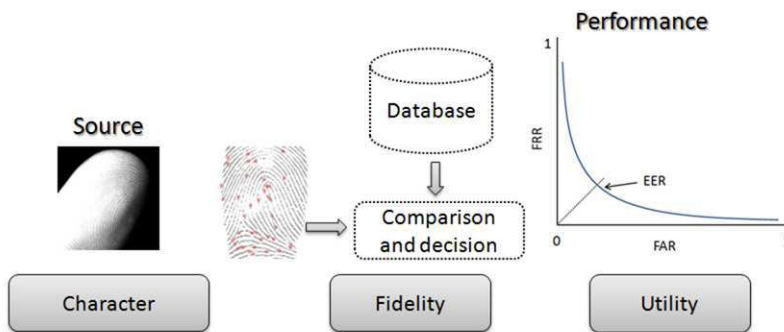 Performance
1
Database
Source
FRR
EER
Comparison
and decision
0
FAR
Character
Fidelity
Utility